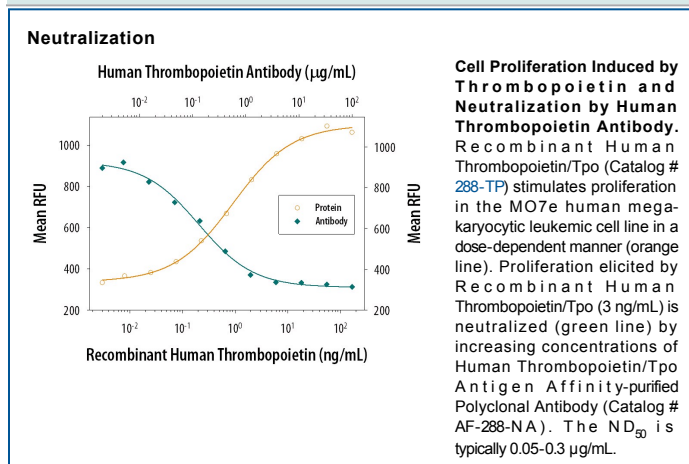 Neutralization
Human Thrombopoietin Antibody (µg/mL)
10-2 10-1 100 101 102
Mean RFU
1000
800
600
400
200
1000
800
600
400
200
Mean RFU
Protein
Antibody
10-2 10-1 100 101 102
Recombinant Human Thrombopoietin (ng/mL)
Cell Proliferation Induced by
Thrombopoietin and
Neutralization by Human
Thrombopoietin Antibody.
Recombinant Human
Thrombopoietin/Tpo (Catalog #
288-TP) stimulates proliferation
in the MO7e human mega-
karyocytic leukemic cell line in a
dose-dependent manner (orange
line). Proliferation elicited by
Recombinant Human
Thrombopoietin/Tpo (3 ng/mL) is
neutralized (green line) by
increasing concentrations of
Human Thrombopoietin/Tpo
Antigen Affinity-purified
Polyclonal Antibody (Catalog #
AF-288-NA). The ND50 is
typically 0.05-0.3 µg/mL.